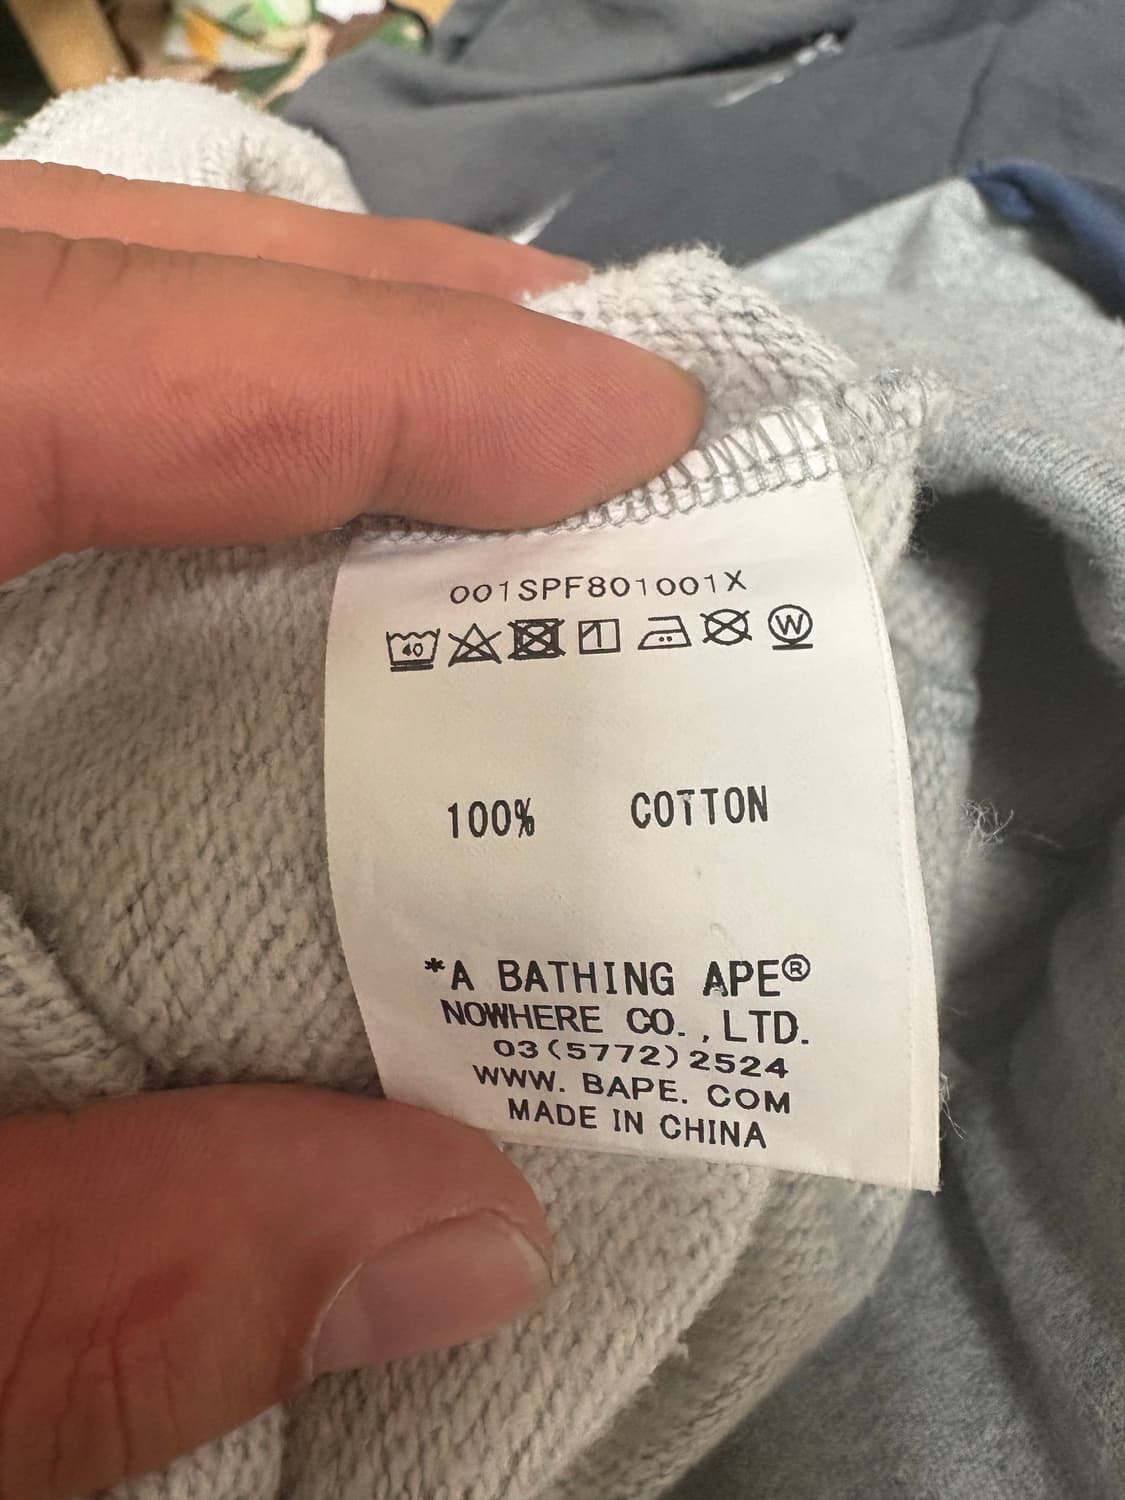 001SPF801001X
40 W
100% COTTON
*A BATHING APE®
NOWHERE CO.,LTD.
03(5772)2524
WWW. BAPE. COM
MADE IN CHINA